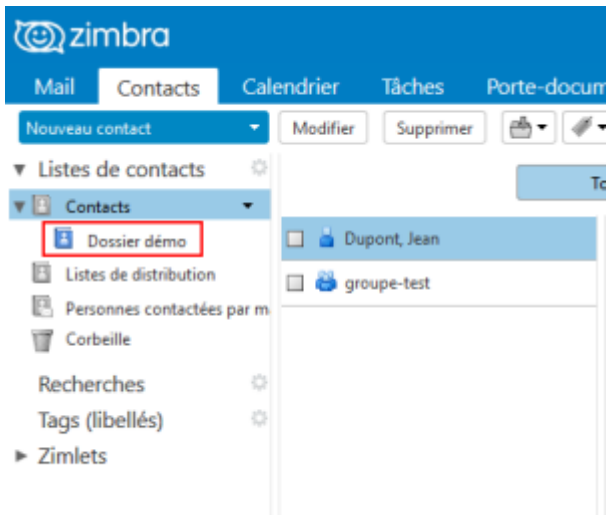 zimbra
Mail Contacts Calendrier Tâches Porte-docum
Nouveau contact Modifier Supprimer
Listes de contacts
To
Contacts
Dossier démo
Dupont, Jean
Listes de distribution
groupe-test
Personnes contactées par m
Corbeille
Recherches
Tags (libellés)
Zimlets